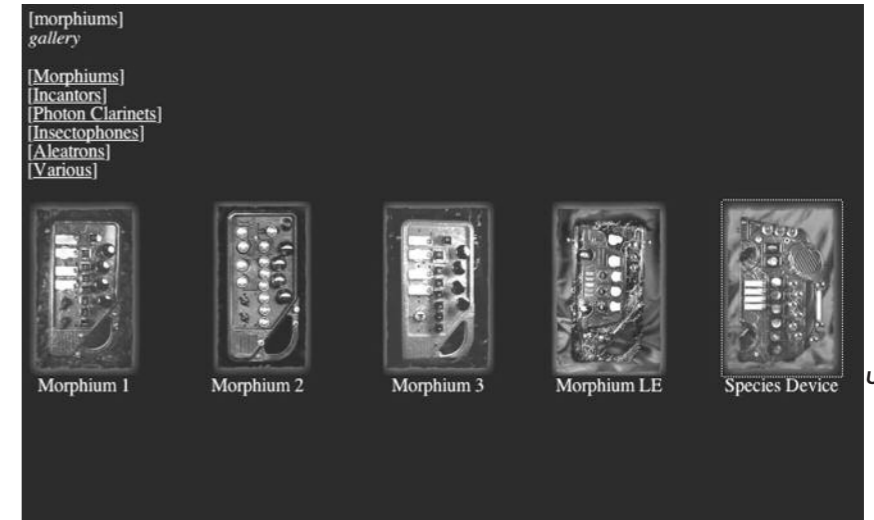 [morphiums]
gallery
[Morphiums]
[Incantors]
[Photon Clarinets]
[Insectophones]
[Aleatrons]
[Various]
Morphium 1 Morphium 2 Morphium 3 Morphium LE Species Device